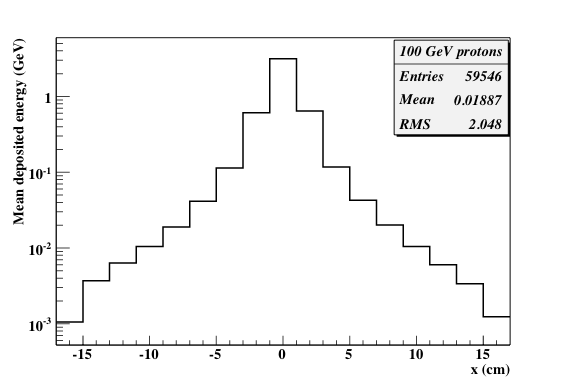 Mean deposited energy (GeV)
100 GeV protons
Entries 59546
Mean 0.01887
RMS 2.048
1
10-1
10-2
10-3
-15 -10 -5 0 5 10 15
x (cm)